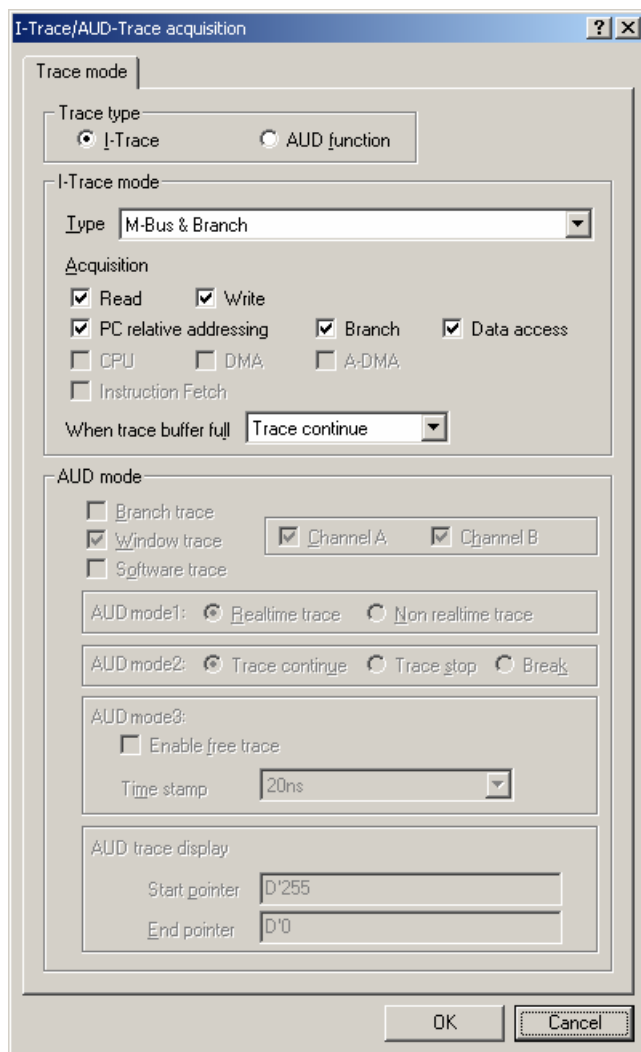 I-Trace/AUD-Trace acquisition
Trace mode
Trace type
I-Trace AUD function
I-Trace mode
Type M-Bus & Branch
Acquisition
Read Write
PC relative addressing Branch Data access
CPU DMA A-DMA
Instruction Fetch
When trace buffer full Trace continue
AUD mode
Branch trace
Window trace Channel A Channel B
Software trace
AUD mode1: Realtime trace Non realtime trace
AUD mode2: Trace continue Trace stop Break
AUD mode3:
Enable free trace
Time stamp 20ns
AUD trace display
Start pointer D'255
End pointer D'0
OK Cancel